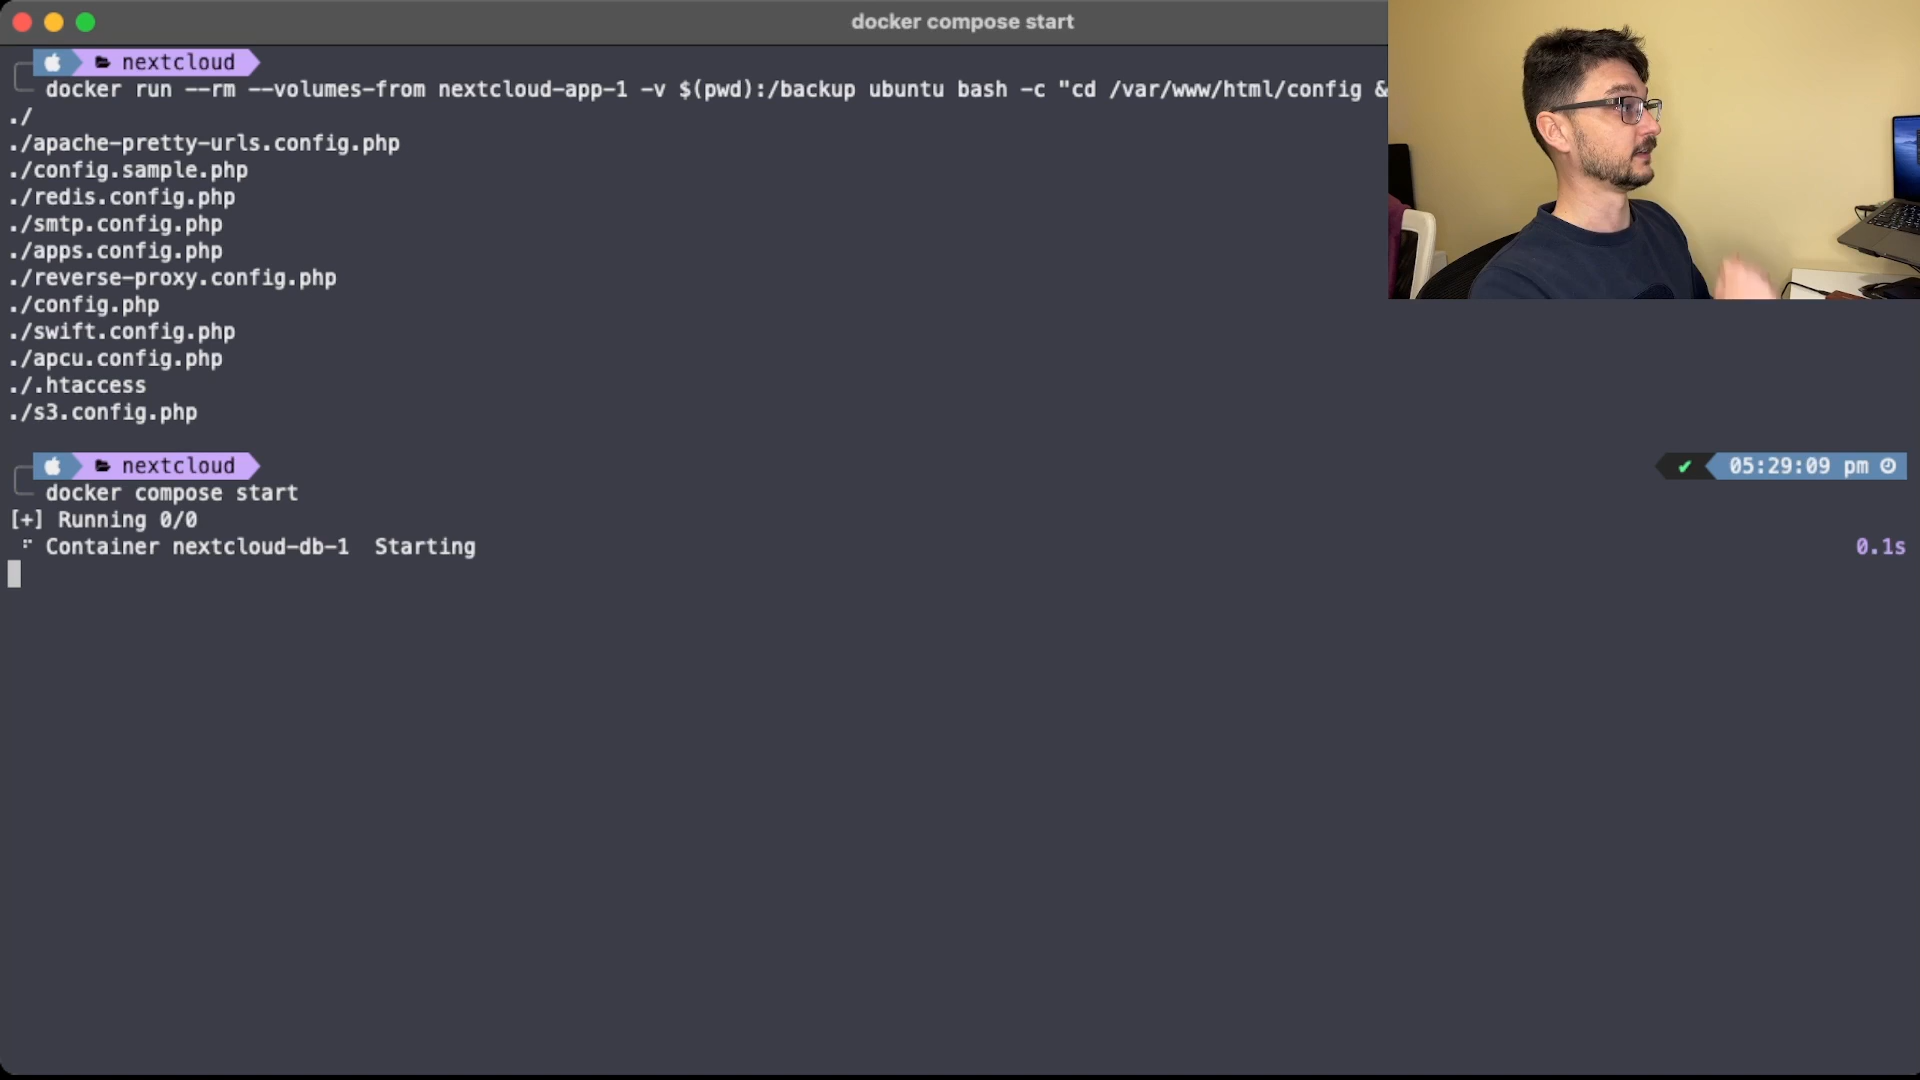 docker compose start
nextcloud
docker run --rm --volumes-from nextcloud-app-1 -v $(pwd):/backup ubuntu bash -c "cd /var/www/html/config &
./
./apache-pretty-urls.config.php
./config.sample.php
./redis.config.php
./smtp.config.php
./apps.config.php
./reverse-proxy.config.php
./config.php
./swift.config.php
./apcu.config.php
./.htaccess
./s3.config.php
nextcloud ✔ 05:29:09 pm
docker compose start
[+] Running 0/0
Container nextcloud-db-1 Starting 0.1s